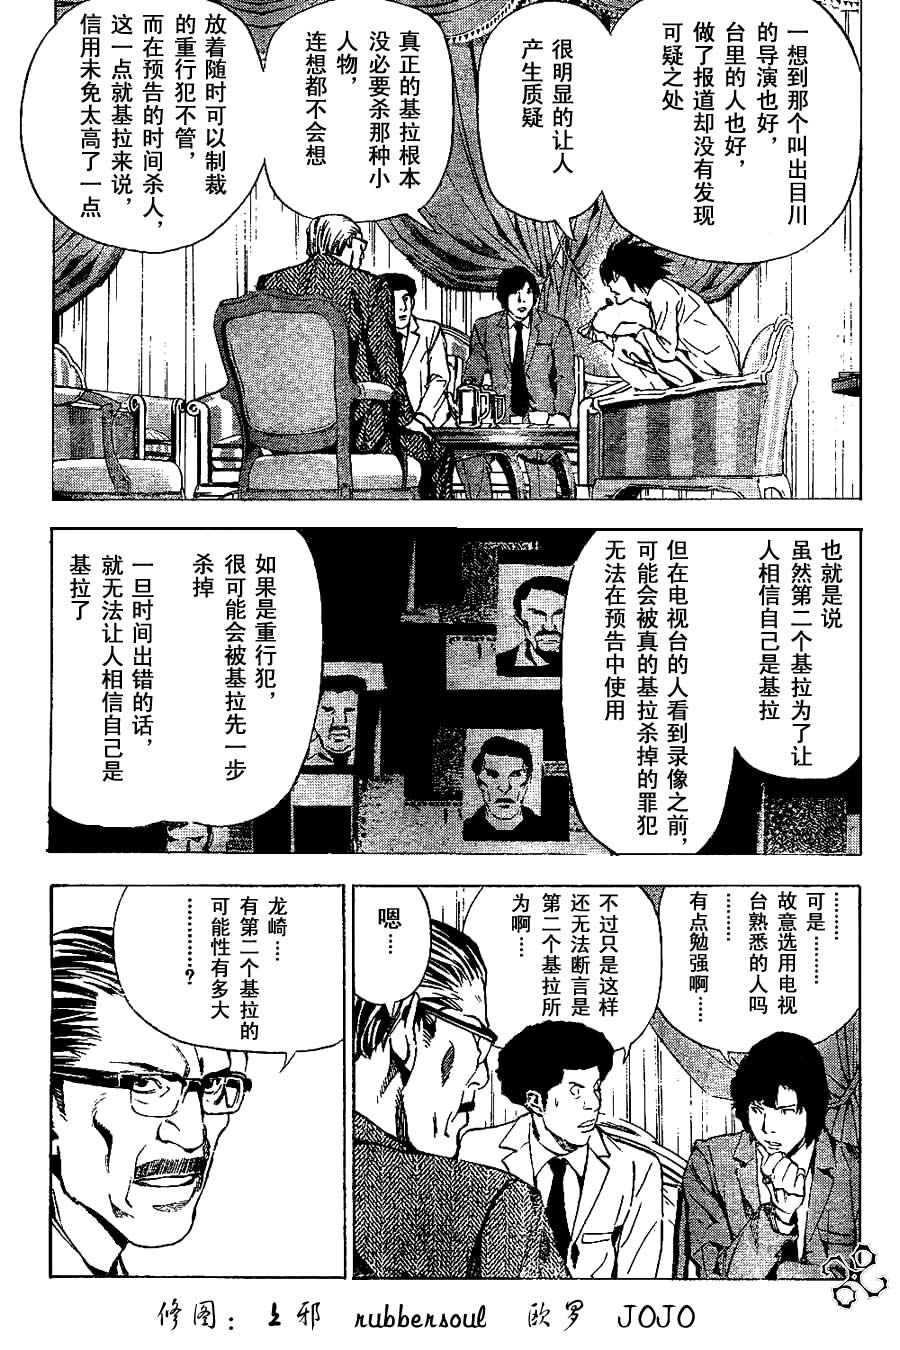 一想到那个叫出目川
的导演也好，
台里的人也好，
做了报道却没有发现
可疑之处
很明显的让人
产生质疑
真正的基拉根本
没必要杀那种小
人物，
连想都不会想
放着随时可以制裁
的重行犯不管，
而在预告的时间杀人，
这一点就基拉来说，
信用未免太高了一点
也就是说
虽然第二个基拉为了让
人相信自己是基拉
但在电视台的人看到录像之前，
可能会被真的基拉杀掉的罪犯
无法在预告中使用
如果是重行犯，
很可能会被基拉先一步
杀掉
一旦时间出错的话，
就无法让人相信自己是
基拉了
可是………
故意选用电视
台熟悉的人吗
………
有点勉强啊……
不过只是这样
还无法断言是
第二个基拉所
为啊…
嗯…
龙崎…
有第二个基拉的
可能性有多大
………?
修图：上邪 rubbersoul 欧罗 JOJO